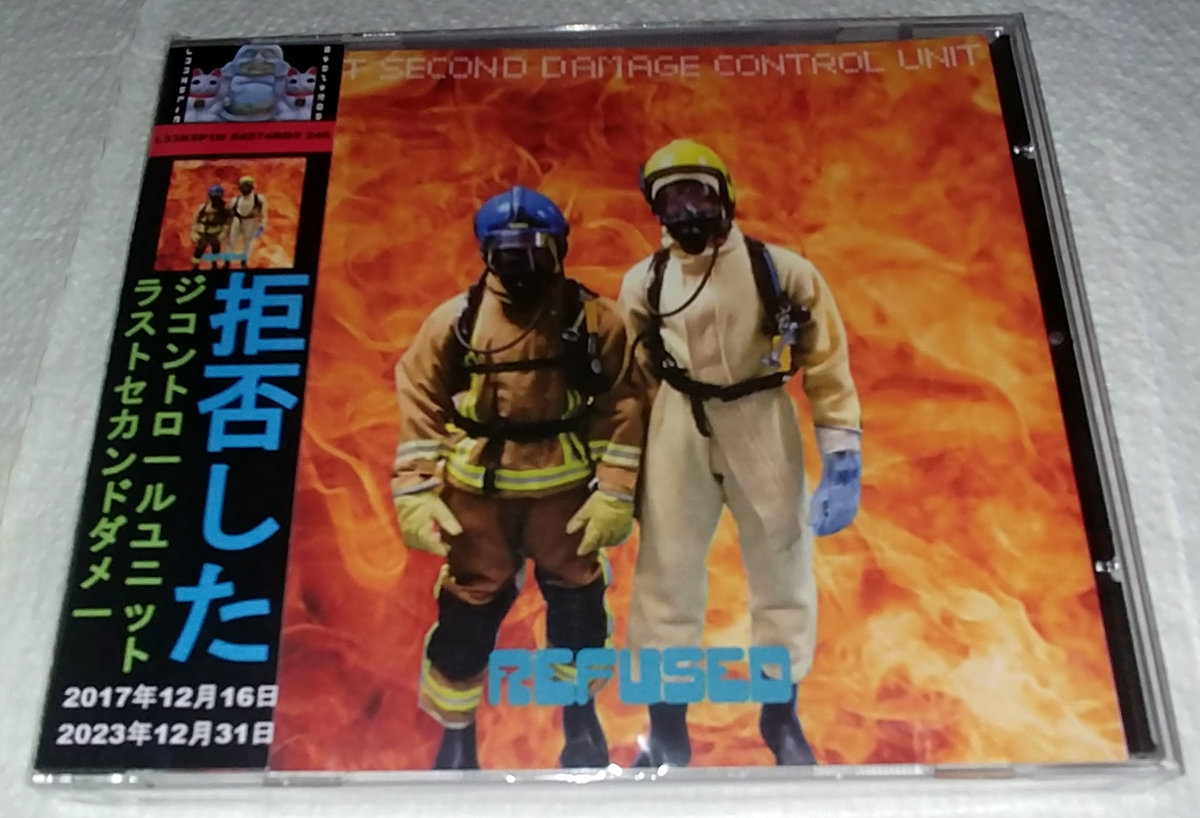 T SECOND DAMAGE CONTROL UNIT
REFUSED
拒否した
ラストセカンドダメー
ジコントロールユニット
2017年12月16日
2023年12月31日